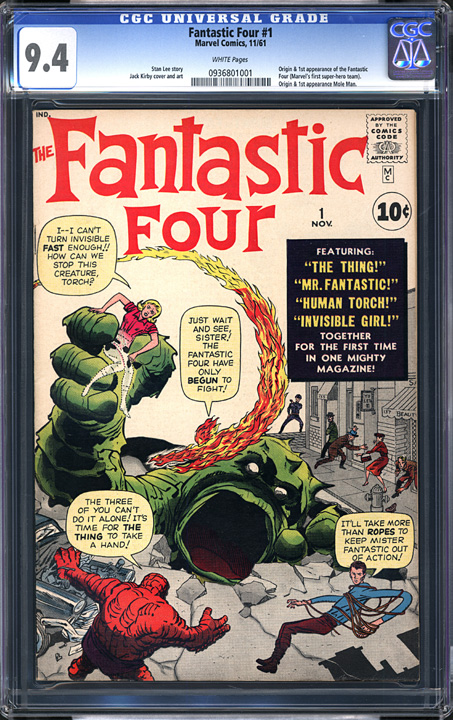 CGC UNIVERSAL GRADE
9.4
Fantastic Four #1
Marvel Comics, 11/61
WHITE Pages
Stan Lee story
Jack Kirby cover and art
0936801001
Origin & 1st appearance of the Fantastic
Four (Marvel's first super-hero team).
Origin & 1st appearance Mole Man.
CGC
IND.
THE
Fantastic
Four
APPROVED
BY THE
COMICS
CODE
AUTHORITY
M
C
1
NOV.
10¢
I--I CAN'T
TURN INVISIBLE
FAST ENOUGH!!
HOW CAN WE
STOP THIS
CREATURE,
TORCH?
JUST WAIT
AND SEE,
SISTER!
THE
FANTASTIC
FOUR HAVE
ONLY
BEGUN TO
FIGHT!
FEATURING:
"THE THING!"
"MR. FANTASTIC!"
"HUMAN TORCH!"
"INVISIBLE GIRL!"
TOGETHER
FOR THE FIRST TIME
IN ONE MIGHTY
MAGAZINE!
BEAUT
THE THREE OF
YOU CAN'T
DO IT ALONE! IT'S
TIME FOR THE
THING TO TAKE
A HAND!
IT'LL TAKE MORE
THAN ROPES TO
KEEP MISTER
FANTASTIC OUT
OF ACTION!